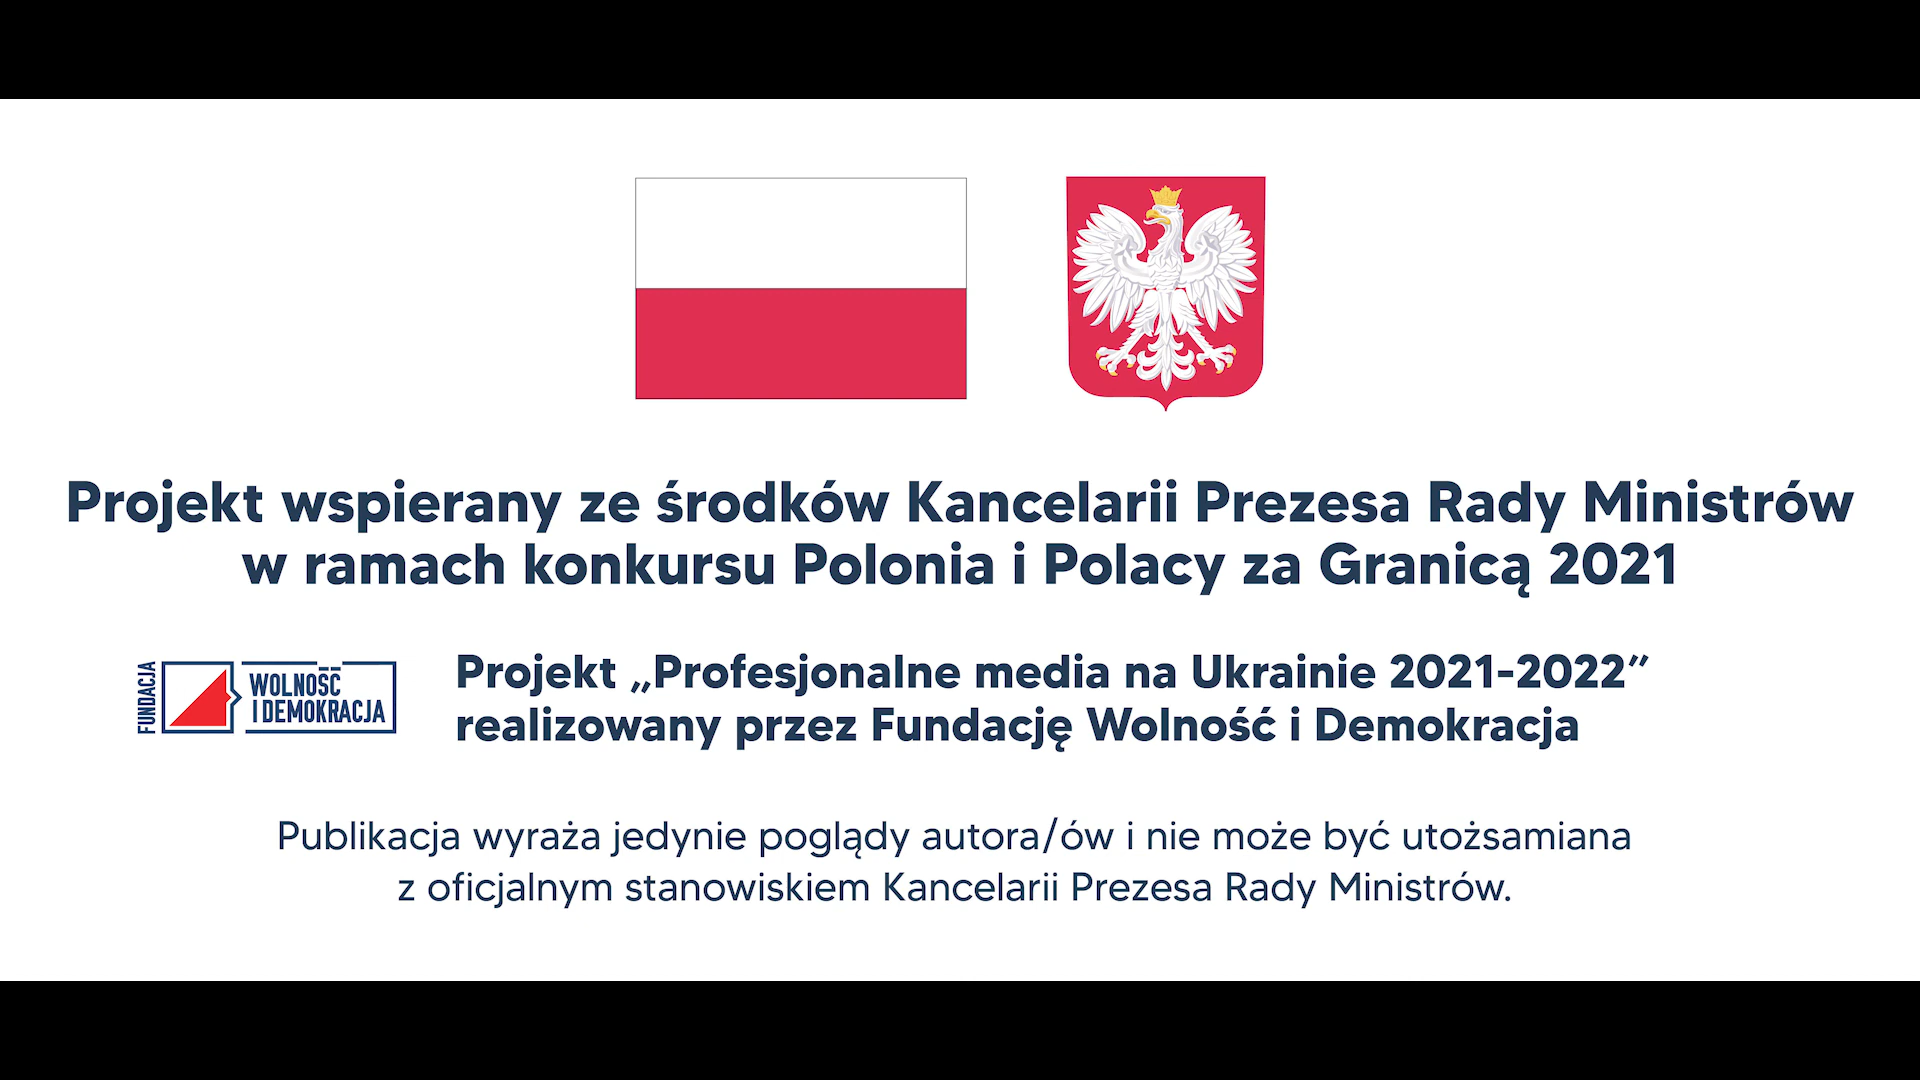 Projekt wspierany ze środków Kancelarii Prezesa Rady Ministrów
w ramach konkursu Polonia i Polacy za Granicą 2021
FUNDACJA
WOLNOŚĆ
I DEMOKRACJA
Projekt „Profesjonalne media na Ukrainie 2021-2022”
realizowany przez Fundację Wolność i Demokracja
Publikacja wyraża jedynie poglądy autora/ów i nie może być utożsamiana
z oficjalnym stanowiskiem Kancelarii Prezesa Rady Ministrów.